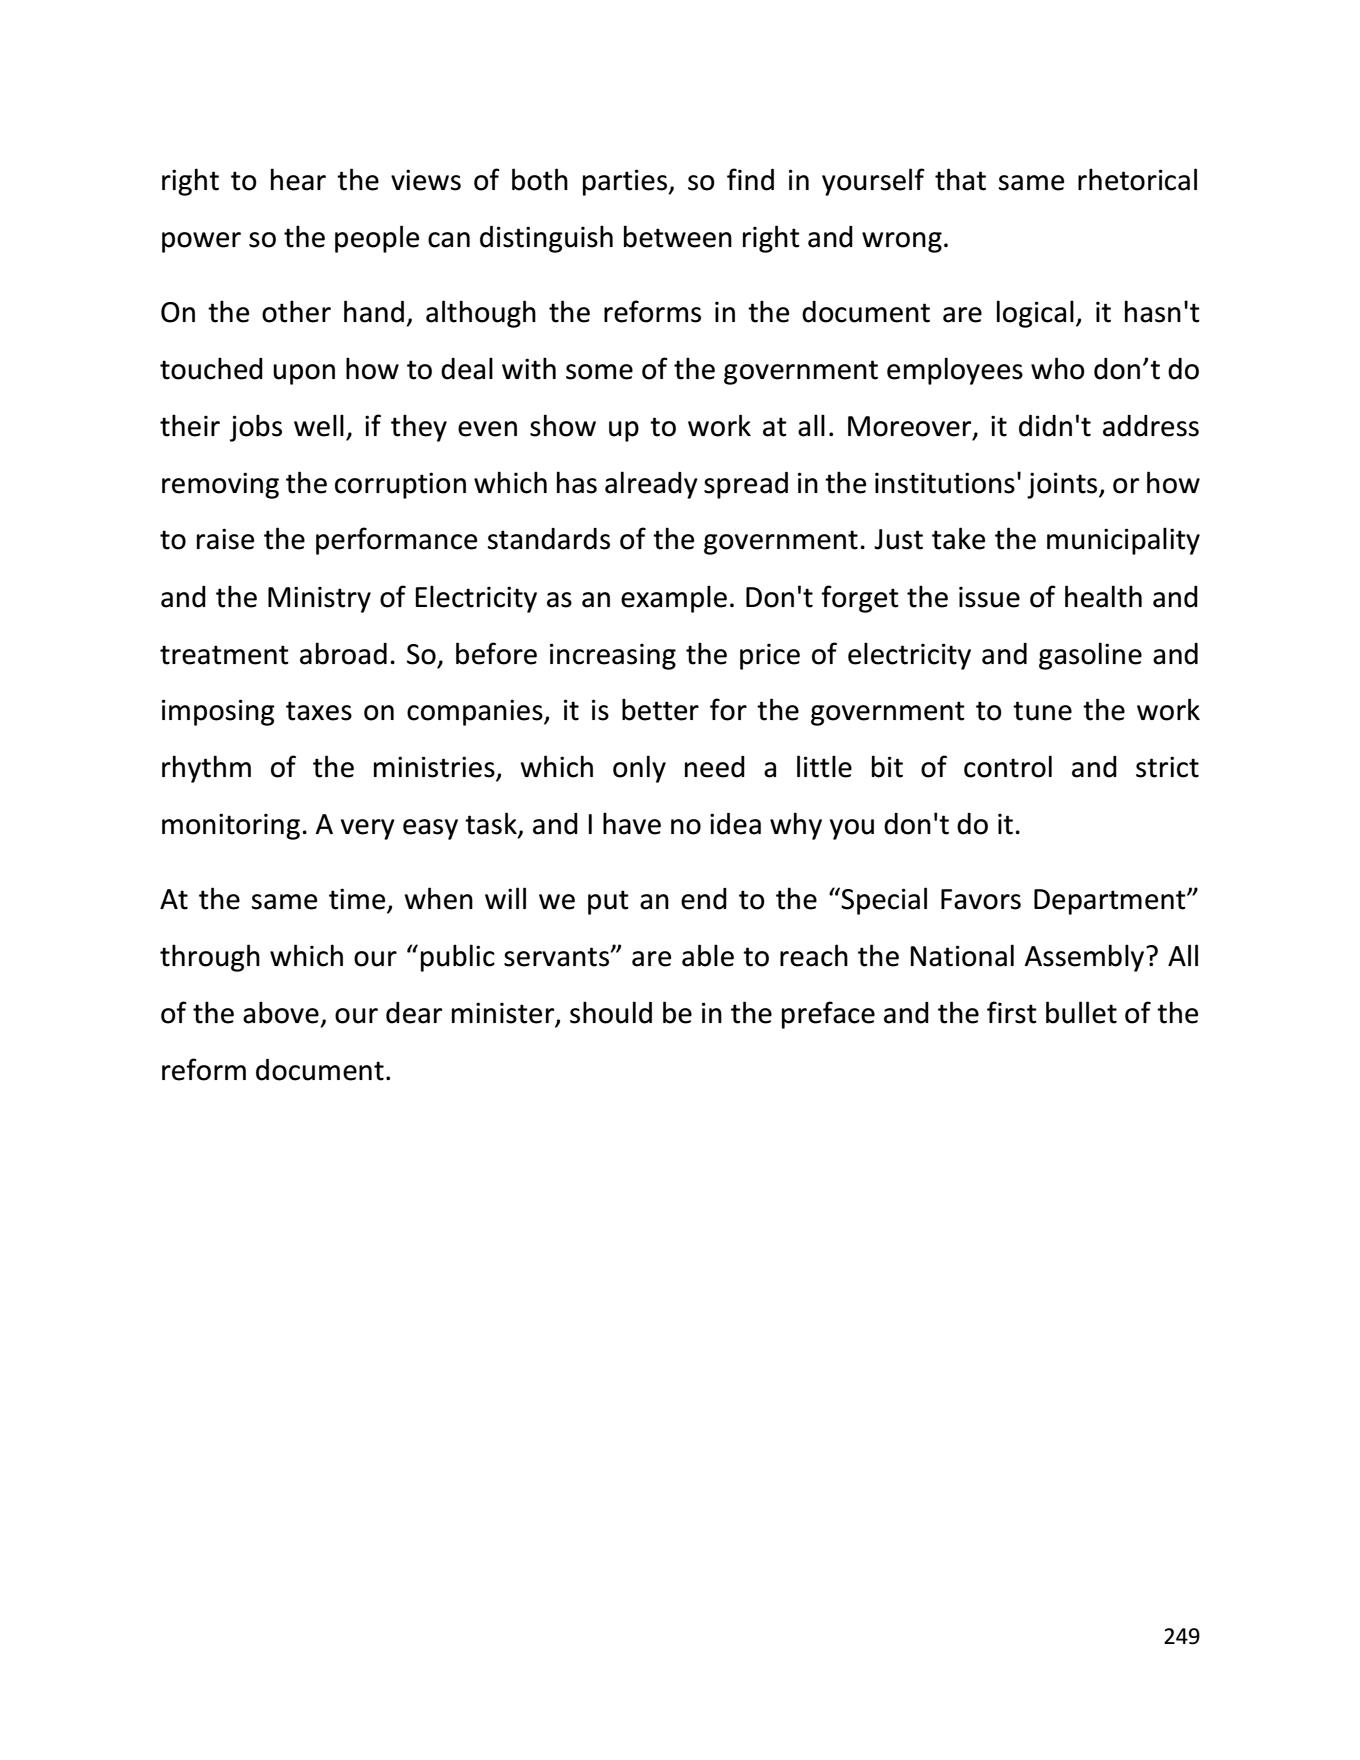 right to hear the views of both parties, so find in yourself that same rhetorical
power so the people can distinguish between right and wrong.
On the other hand, although the reforms in the document are logical, it hasn't
touched upon how to deal with some of the government employees who don’t do
their jobs well, if they even show up to work at all. Moreover, it didn't address
removing the corruption which has already spread in the institutions' joints, or how
to raise the performance standards of the government. Just take the municipality
and the Ministry of Electricity as an example. Don't forget the issue of health and
treatment abroad. So, before increasing the price of electricity and gasoline and
imposing taxes on companies, it is better for the government to tune the work
rhythm of the ministries, which only need a little bit of control and strict
monitoring. A very easy task, and I have no idea why you don't do it.
At the same time, when will we put an end to the “Special Favors Department”
through which our “public servants” are able to reach the National Assembly? All
of the above, our dear minister, should be in the preface and the first bullet of the
reform document.
249